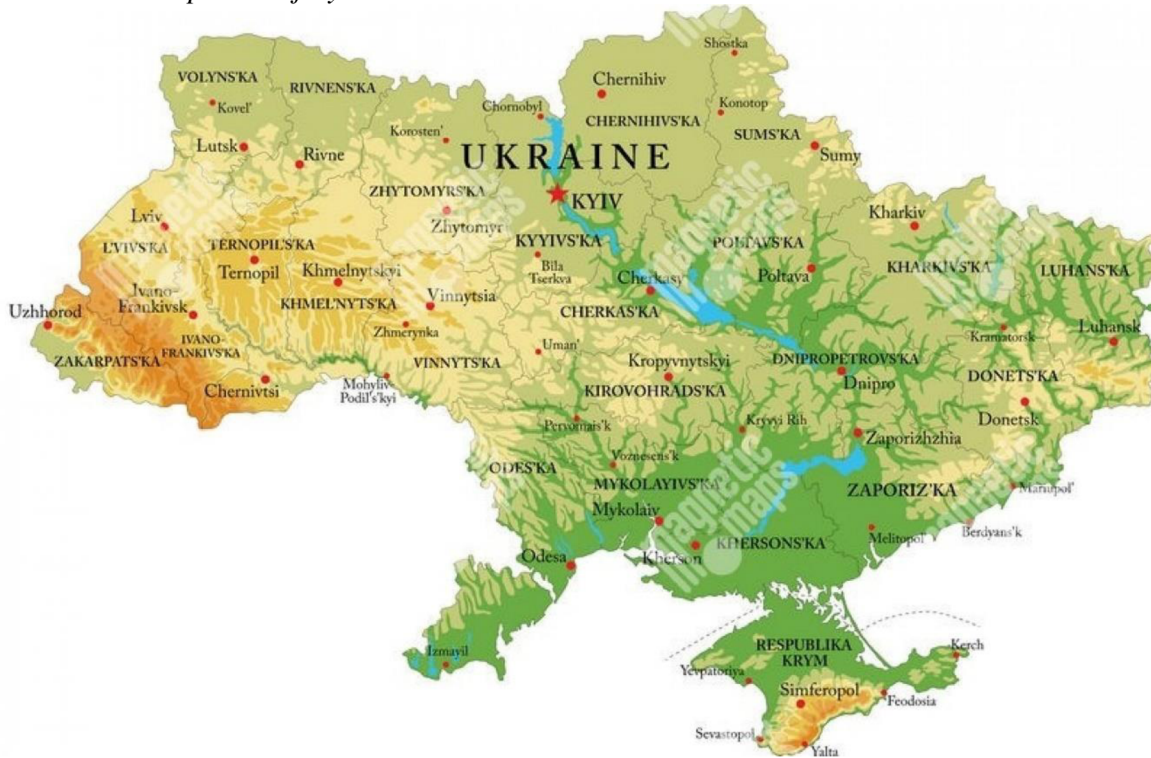 Shostka
VOLYNS'KA
RIVNENS'KA
Chernihiv
Kovel'
Chornobyl
Konotop
CHERNIHIVS'KA
Korosten'
SUMS'KA
Lutsk
Rivne
UKRAINE
Sumy
ZHYTOMYRS'KA
KYIV
Lviv
Zhytomyr
Kharkiv
L'VIVS'KA
TERNOPIL'S'KA
KYYIVS'KA
POLTAVS'KA
Ternopil
Khmelnytskyi
Bila
Tserkva
Cherkasy
Poltava
KHARKIVS'KA
LUHANS'KA
Ivano-
Frankivsk
KHMEL'NYTS'KA
Vinnytsia
CHERKAS'KA
Uzhhorod
Zhmerynka
Kramatorsk
Luhansk
IVANO-
FRANKIVS'KA
Uman'
ZAKARPATS'KA
VINNYTS'KA
Kropyvnytskyi
DNIPROPETROVS'KA
Chernivtsi
Mohyliv-
Podil's'kyi
KIROVOHRADS'KA
Dnipro
DONETS'KA
Pervomais'k
Kryvyi Rih
Donetsk
Zaporizhzhia
ODES'KA
Voznesens'k
MYKOLAYIVS'KA
ZAPORIZ'KA
Mariupol'
Mykolaiv
Kherson
KHERSONS'KA
Melitopol'
Berdyans'k
Odesa
Izmayil
RESPUBLIKA
KRYM
Kerch
Yevpatoriya
Simferopol
Feodosia
Sevastopol
Yalta
magnetic
maps